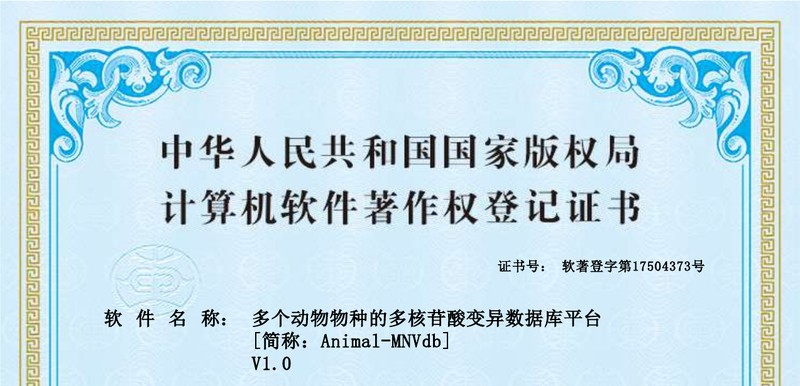 中华人民共和国国家版权局
计算机软件著作权登记证书
证书号： 软著登字第17504373号
软件名称： 多个动物物种的多核苷酸变异数据库平台
[简称：Animal-MNVdb]
V1.0